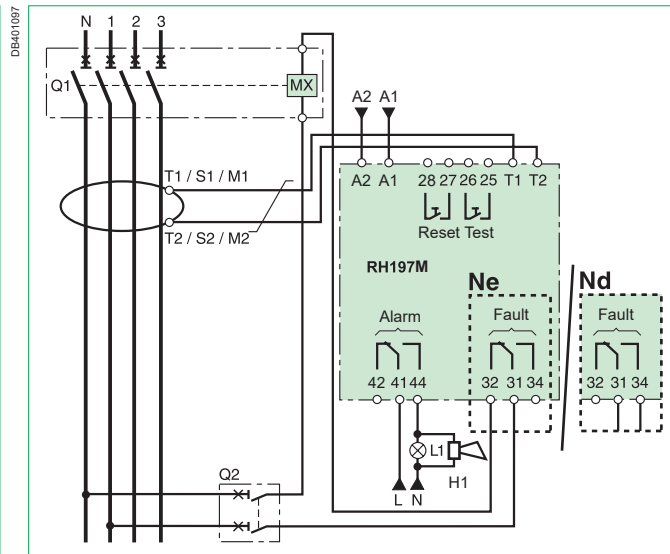 DB401097
N 1 2 3
Q1
MX
A2 A1
T1 / S1 / M1
T2 / S2 / M2
A2 A1 28 27 26 25 T1 T2
Reset Test
RH197M
Ne
Nd
Alarm
Fault
Fault
42 41 44
32 31 34
32 31 34
L1
H1
L N
Q2